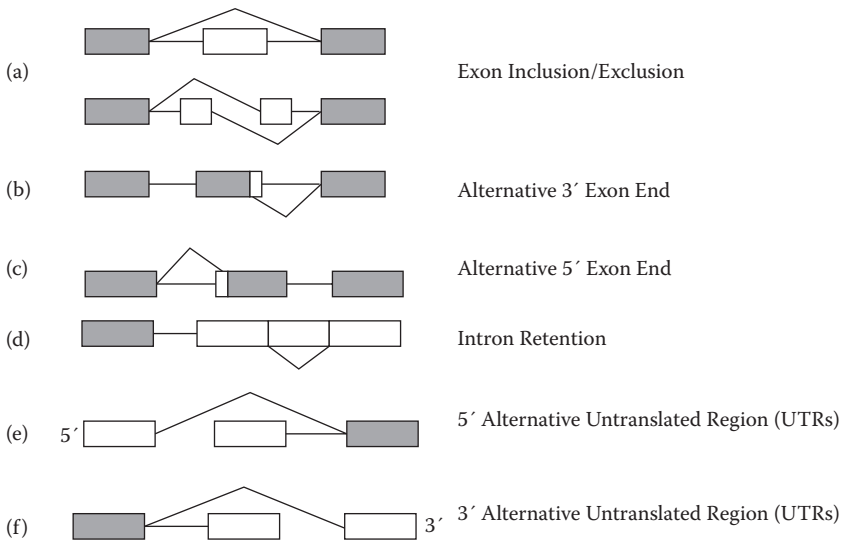 (a) Exon Inclusion/Exclusion
(b) Alternative 3´ Exon End
(c) Alternative 5´ Exon End
(d) Intron Retention
(e) 5´ 5´ Alternative Untranslated Region (UTRs)
(f) 3´ 3´ Alternative Untranslated Region (UTRs)